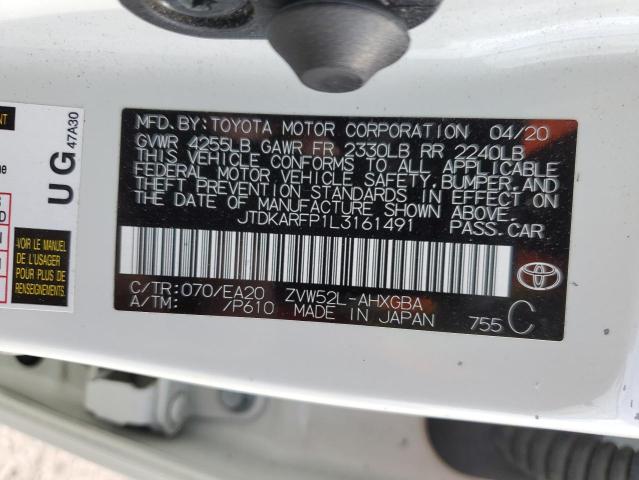 MFD. BY: TOYOTA MOTOR CORPORATION 04/20
GVWR 4255LB GAWR FR 2330LB RR 2240LB
THIS VEHICLE CONFORMS TO ALL APPLICABLE
FEDERAL MOTOR VEHICLE SAFETY, BUMPER, AND
THEFT PREVENTION STANDARDS IN EFFECT ON
THE DATE OF MANUFACTURE SHOWN ABOVE.
JTDKARFP1L3161491 PASS.CAR
C/TR: 070/EA20 ZVW52L-AHXGBA
A/TM: /P610 MADE IN JAPAN 755 C
UG 47A30
VOIR LE MANUEL
DE L'USAGER
POUR PLUS DE
RENSEIGNEMENTS.